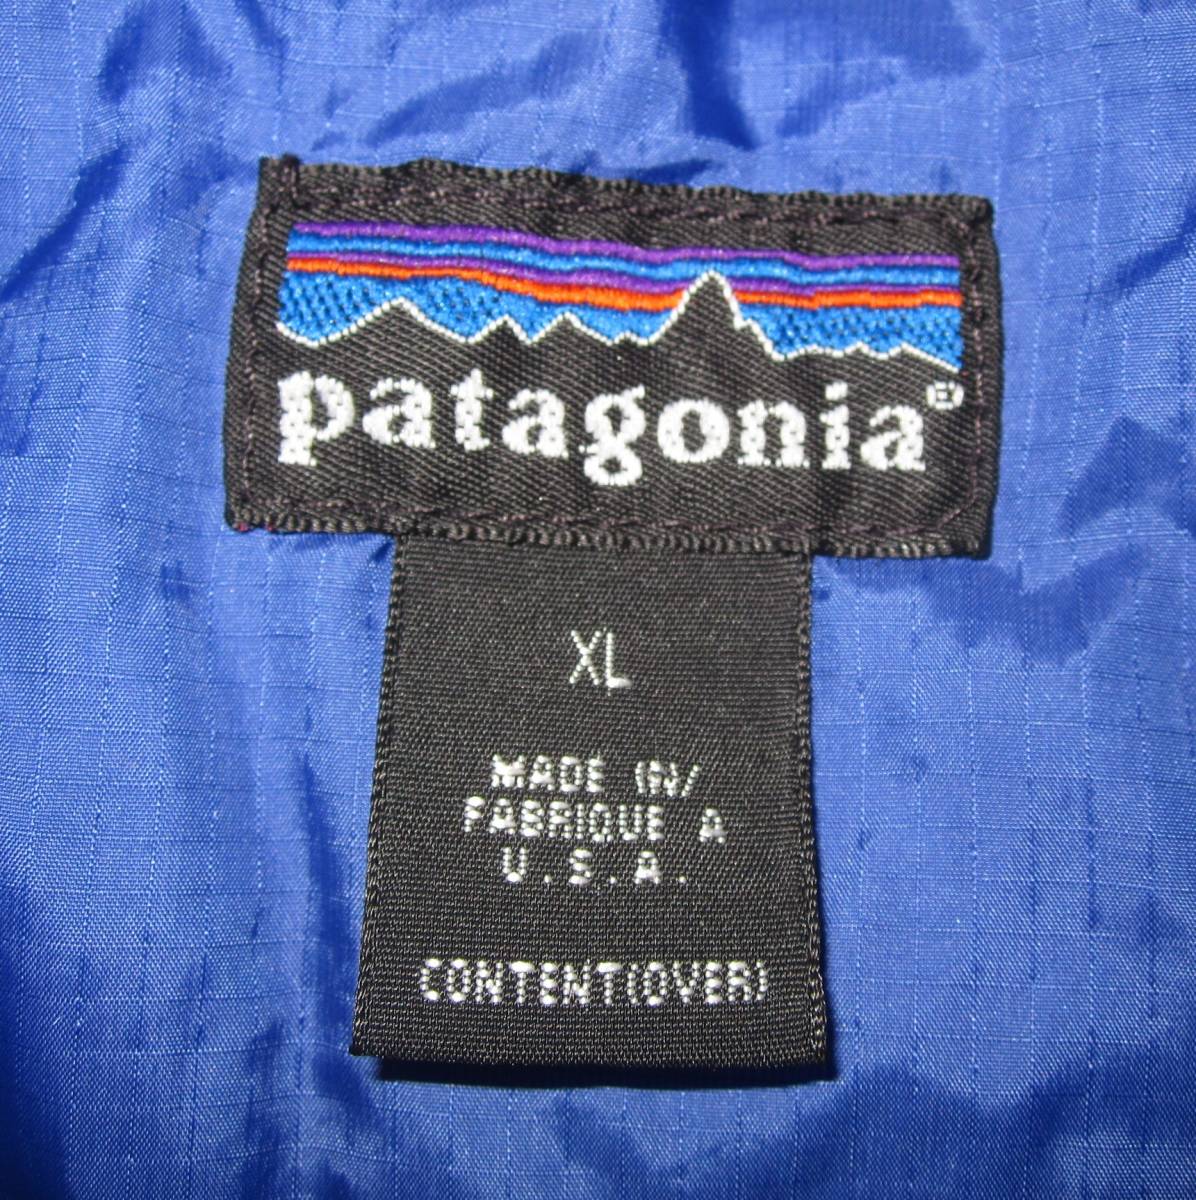 patagonia®
XL
MADE IN/
FABRIQUE A
U.S.A.
CONTENT(OVER)